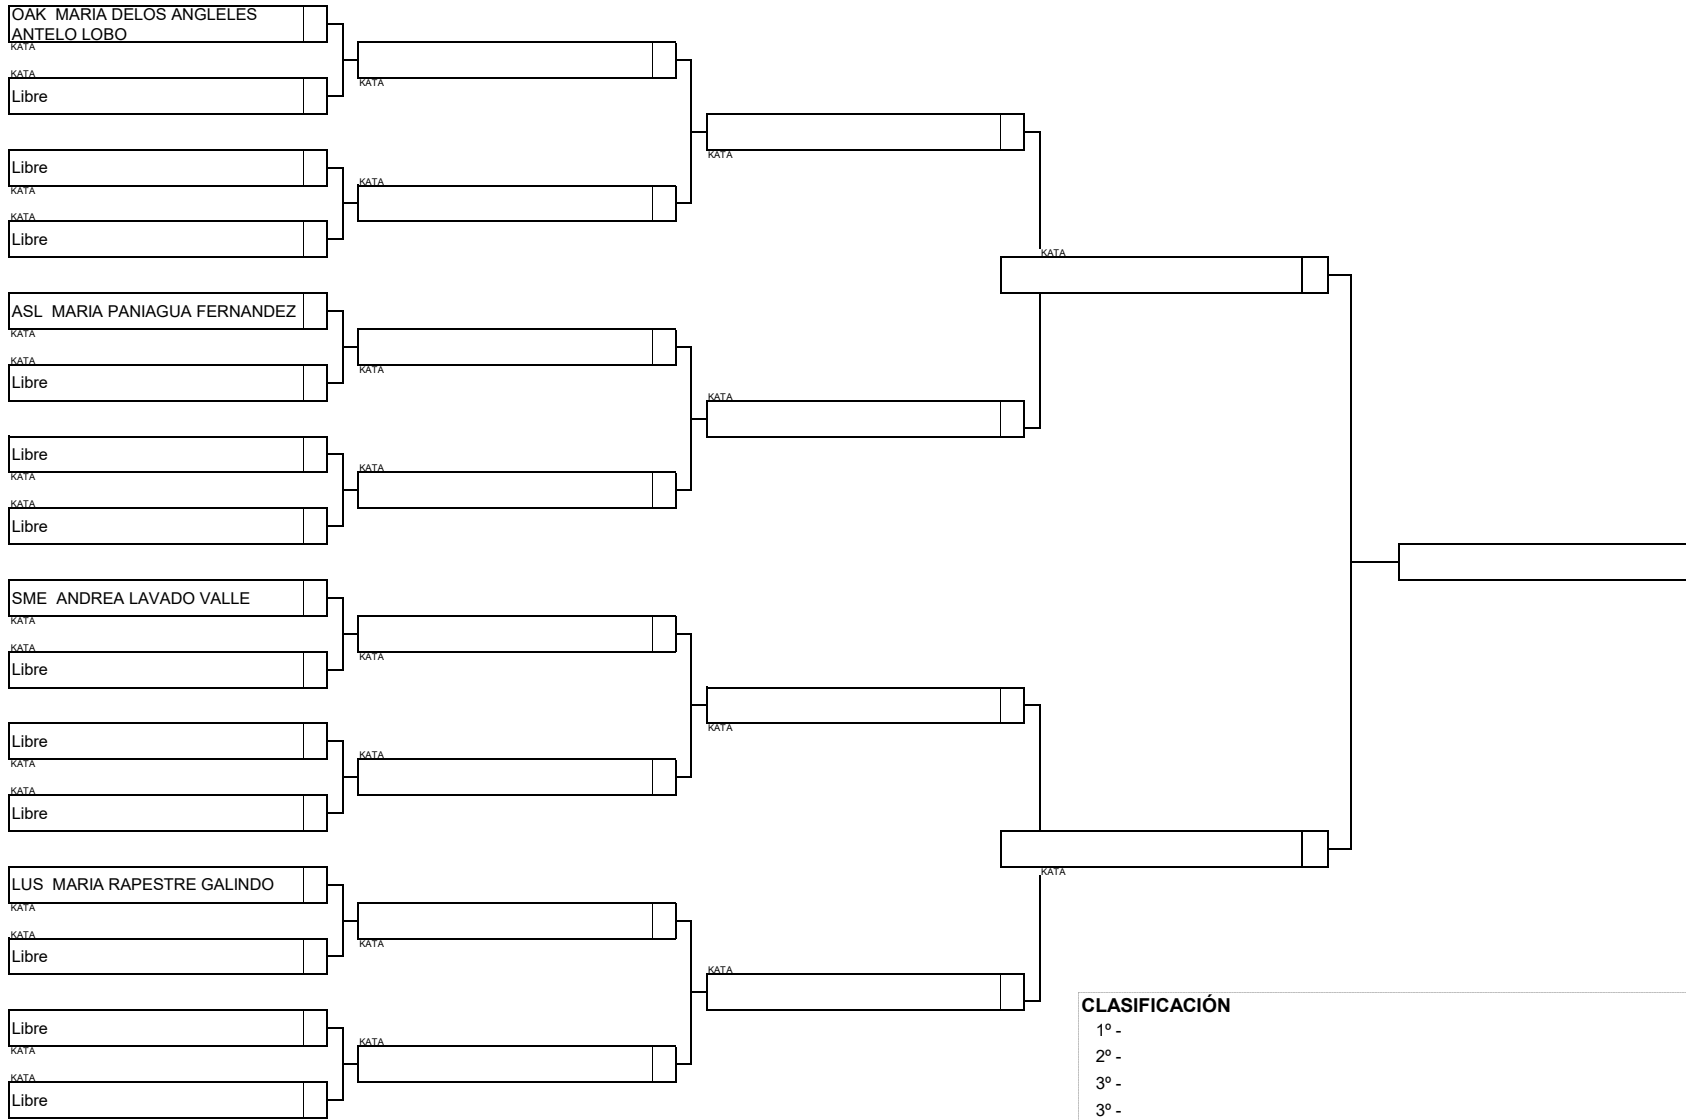 OAK  MARIA DELOS ANGLELES
ANTELO LOBO
KATA
KATA
Libre
KATA
Libre
KATA
KATA
KATA
Libre
KATA
KATA
ASL  MARIA PANIAGUA FERNANDEZ
KATA
KATA
Libre
KATA
KATA
Libre
KATA
KATA
KATA
Libre
SME  ANDREA LAVADO VALLE
KATA
KATA
Libre
KATA
Libre
KATA
KATA
KATA
KATA
Libre
LUS  MARIA RAPESTRE GALINDO
KATA
KATA
KATA
Libre
KATA
KATA
Libre
KATA
KATA
KATA
Libre
CLASIFICACIÓN
1º -
2º -
3º -
3º -